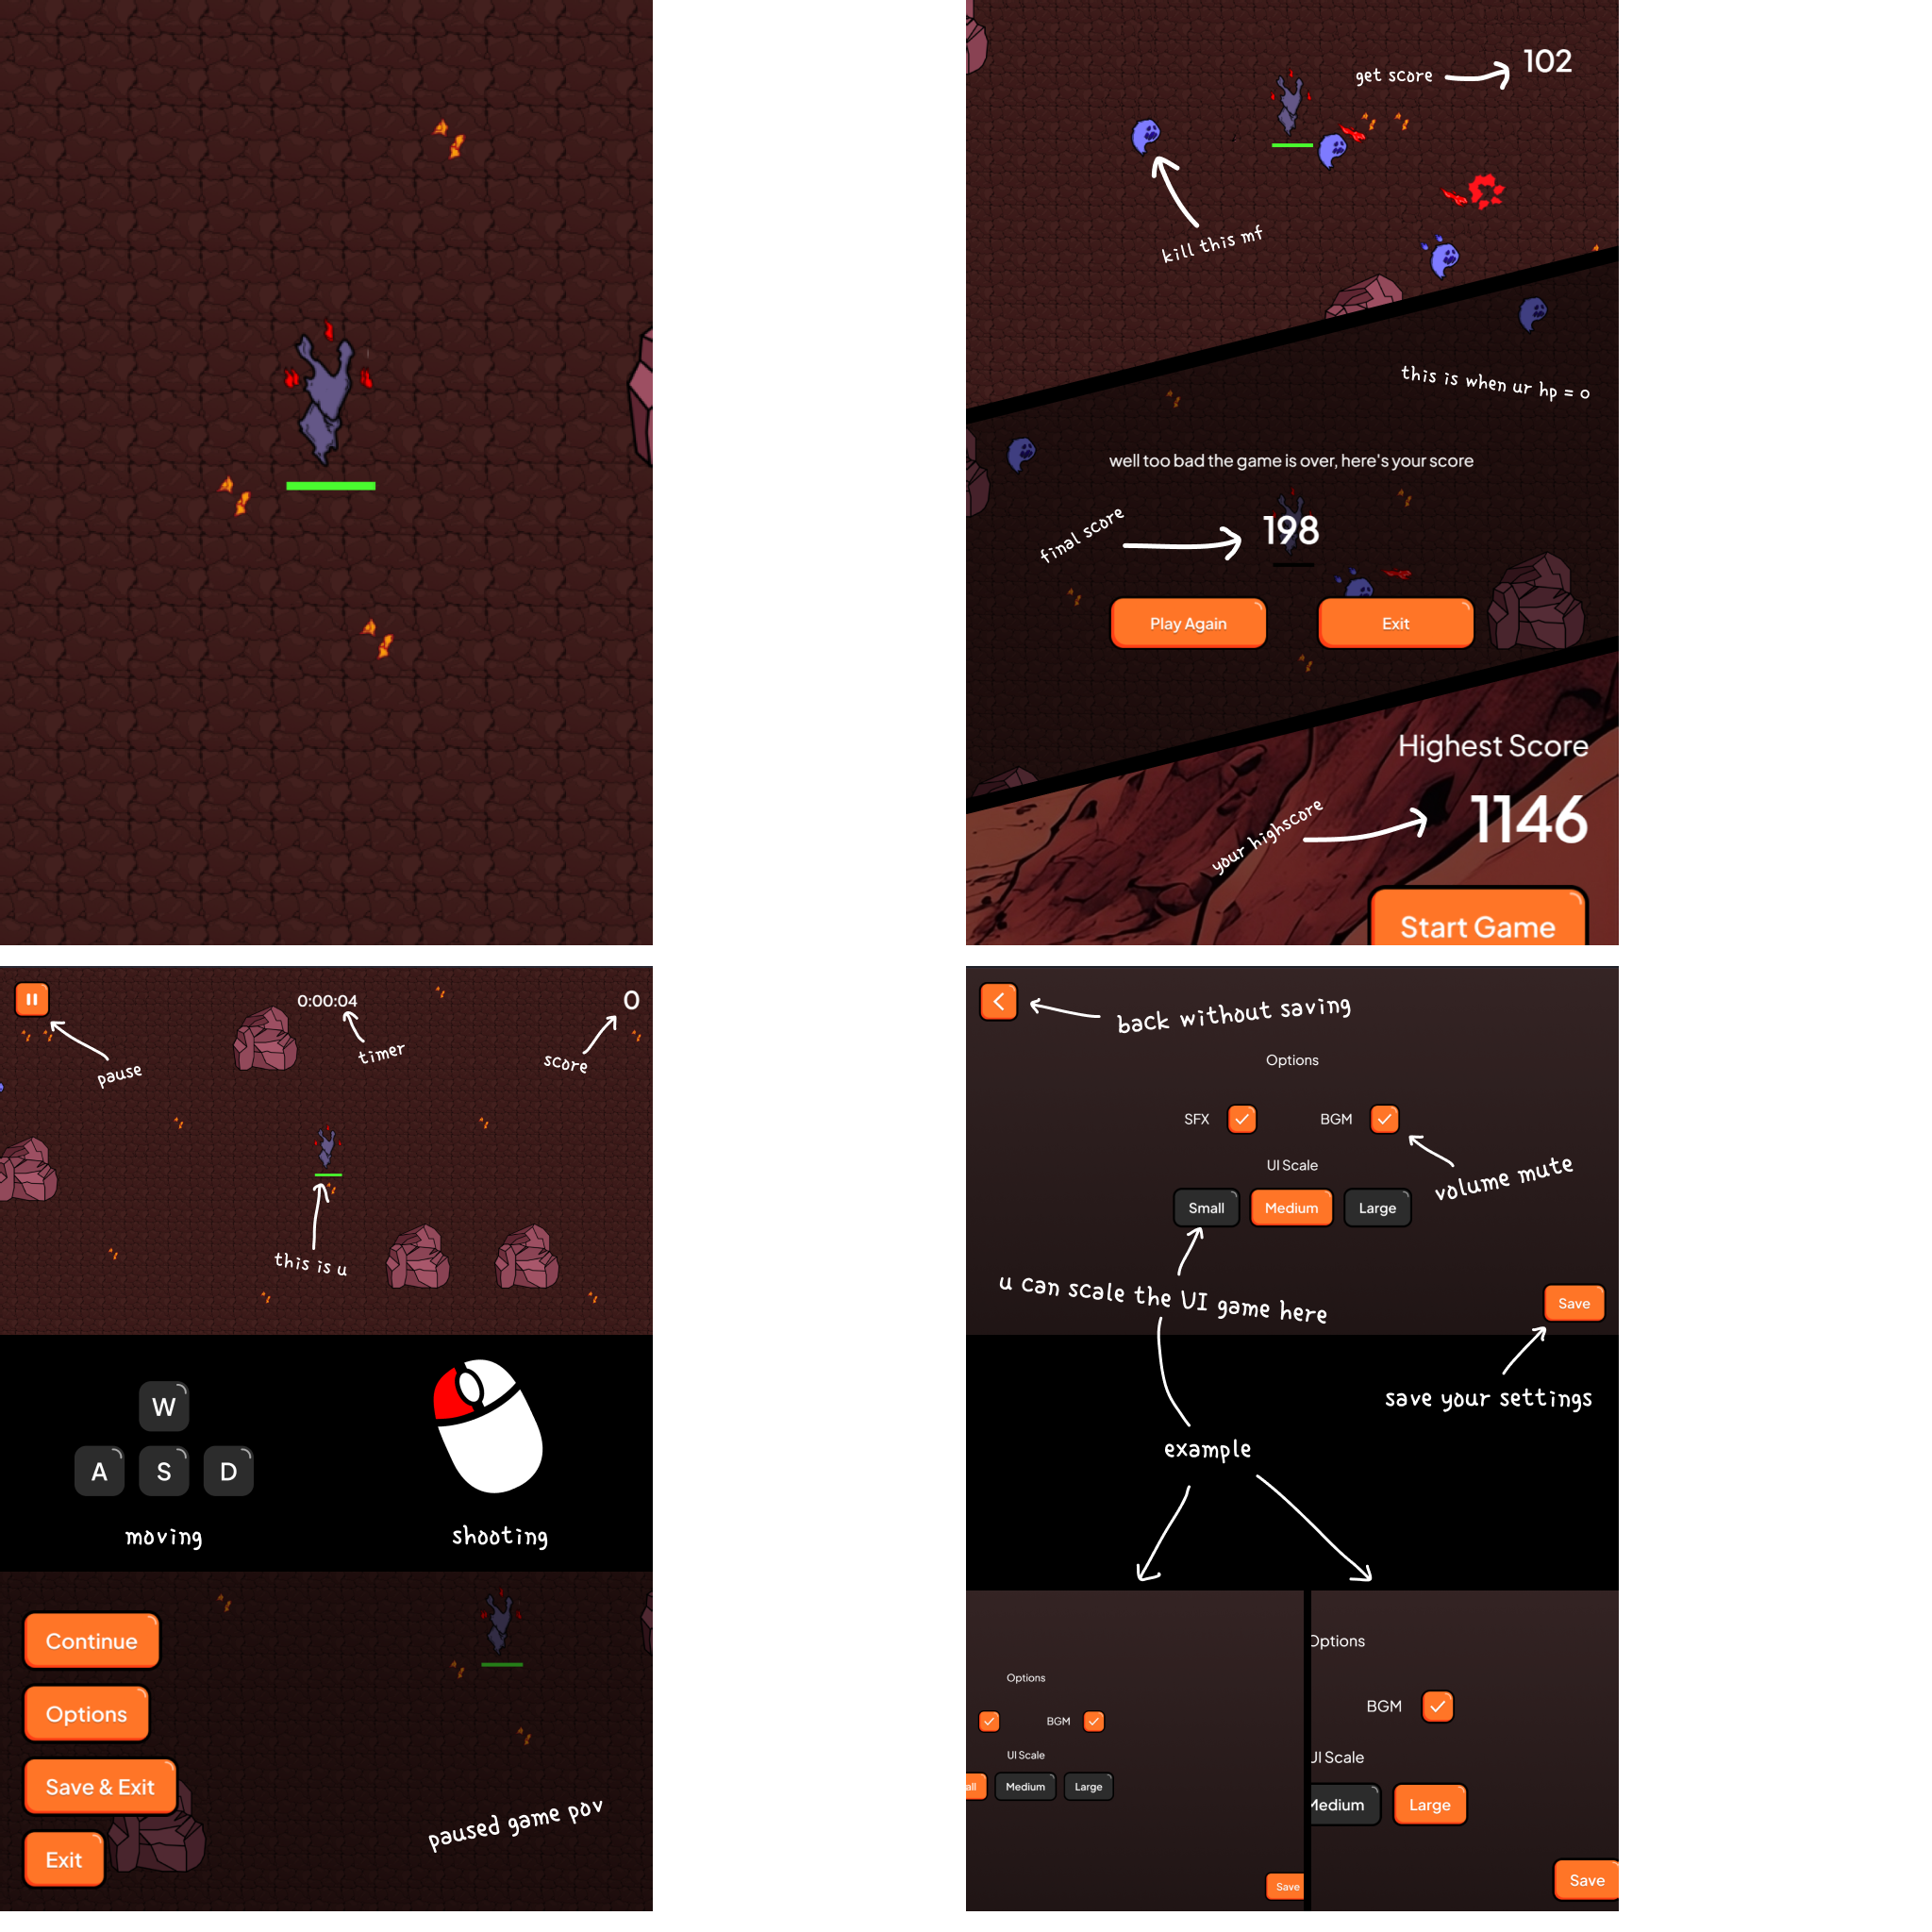 102
get score
kill this mf
this is when ur hp = 0
well too bad the game is over, here's your score
final score
198
Play Again
Exit
Highest Score
1146
your highscore
Start Game
0:00:04
0
pause
timer
score
this is u
W
A S D
moving
shooting
Continue
Options
Save & Exit
Exit
paused game pov
back without saving
Options
SFX
BGM
UI Scale
volume mute
Small
Medium
Large
u can scale the UI game here
Save
save your settings
example
Options
BGM
UI Scale
all
Medium
Large
Save
Options
BGM
UI Scale
Medium
Large
Save